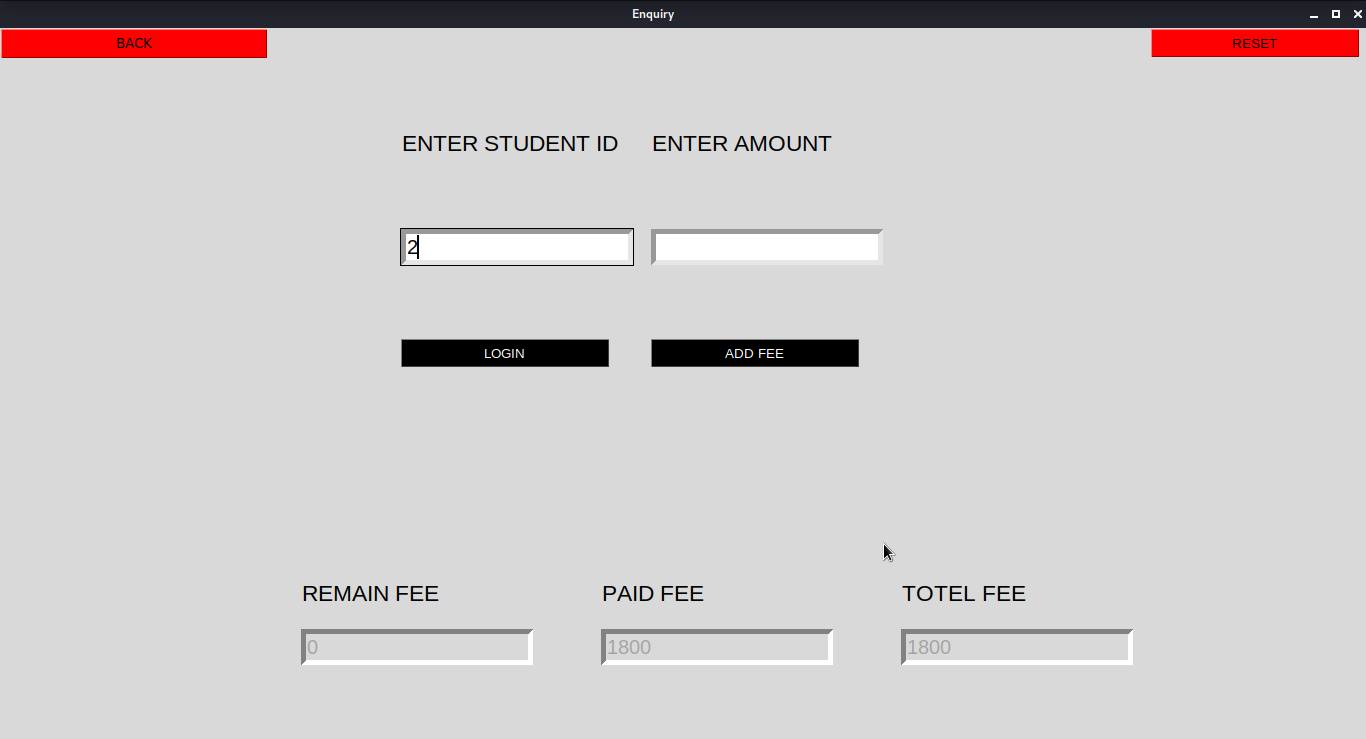 Enquiry
BACK
RESET
ENTER STUDENT ID
ENTER AMOUNT
2
LOGIN
ADD FEE
REMAIN FEE
PAID FEE
TOTEL FEE
0
1800
1800